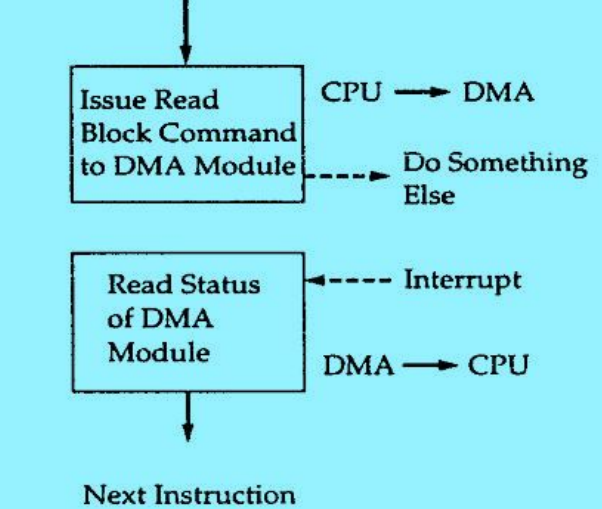 Issue Read
Block Command
to DMA Module
CPU → DMA
Do Something
Else
Read Status
of DMA
Module
Interrupt
DMA → CPU
Next Instruction